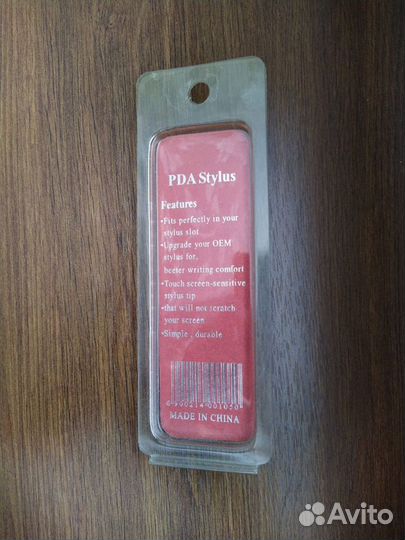 PDA Stylus
Features
•Fits perfectly in your
stylus slot
•Upgrade your OEM
stylus for,
beeter writing comfort
•Touch screen-sensitive
stylus tip
•that will not scratch
your screen
•Simple , durable
MADE IN CHINA
Avito